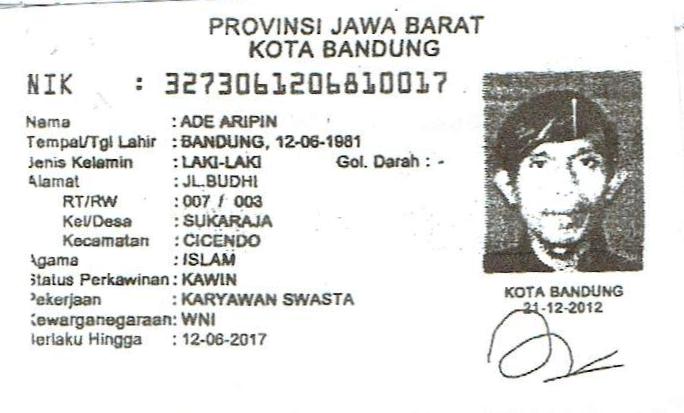 PROVINSI JAWA BARAT
KOTA BANDUNG
NIK : 3273061206810017
Nama : ADE ARIPIN
Tempat/Tgl Lahir : BANDUNG, 12-06-1981
Jenis Kelamin : LAKI-LAKI Gol. Darah : -
Alamat : JL.BUDHI
RT/RW : 007 / 003
Kel/Desa : SUKARAJA
Kecamatan : CICENDO
Agama : ISLAM
Status Perkawinan : KAWIN
Pekerjaan : KARYAWAN SWASTA
Kewarganegaraan : WNI
Berlaku Hingga : 12-06-2017
KOTA BANDUNG
21-12-2012